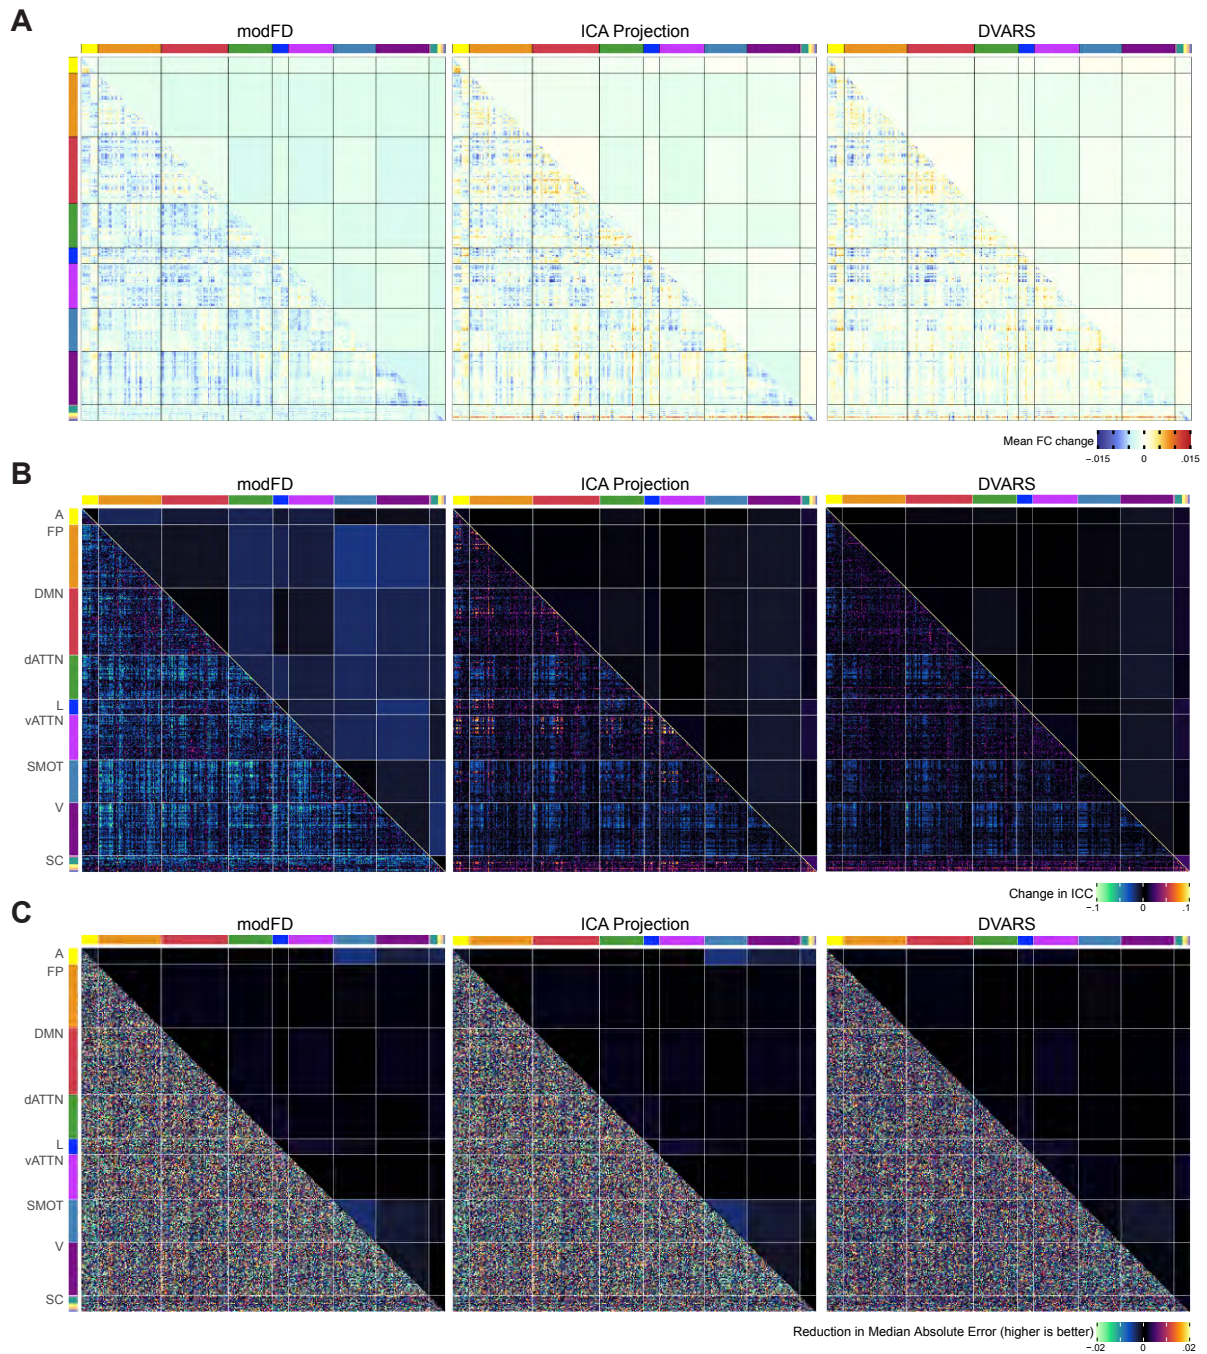 A
modFD
ICA Projection
DVARS
Mean FC change
−.015
0
.015
B
modFD
ICA Projection
DVARS
A
FP
DMN
dATTN
L
vATTN
SMOT
V
SC
Change in ICC
-.1
0
.1
C
modFD
ICA Projection
DVARS
A
FP
DMN
dATTN
L
vATTN
SMOT
V
SC
Reduction in Median Absolute Error (higher is better)
−.02
0
.02